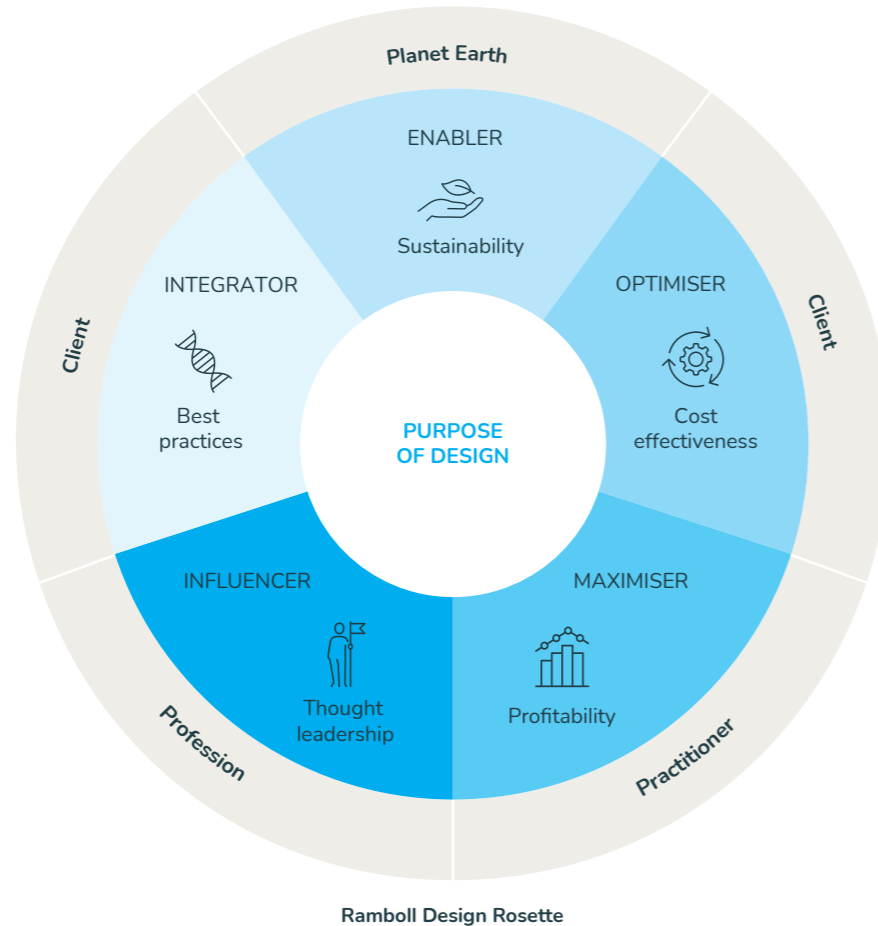 Planet Earth
ENABLER
Sustainability
INTEGRATOR
OPTIMISER
Client
Client
Best
practices
Cost
effectiveness
PURPOSE
OF DESIGN
INFLUENCER
MAXIMISER
Thought
leadership
Profitability
Profession
Practitioner
Ramboll Design Rosette